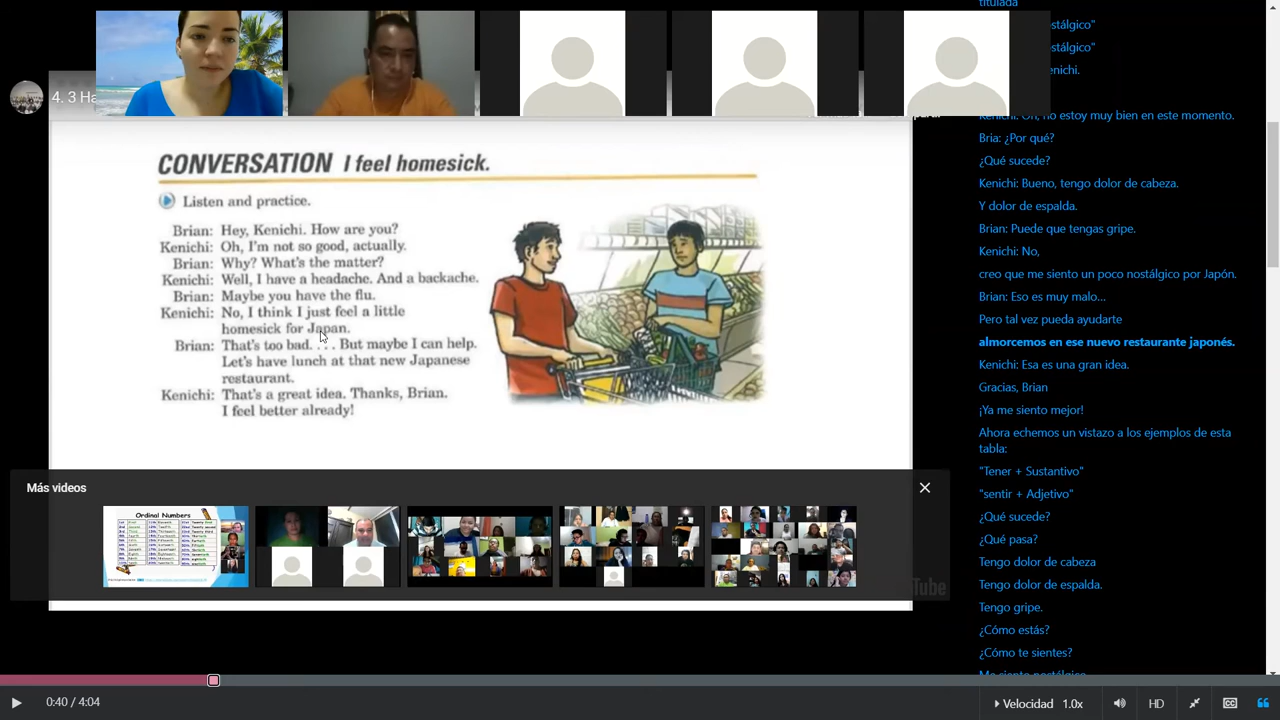 titulada
stálgico"
stálgico"
enichi.
4. 3 Ha
Kenichi: Oh, no estoy muy bien en este momento.
Bria: ¿Por qué?
¿Qué sucede?
Kenichi: Bueno, tengo dolor de cabeza.
Y dolor de espalda.
Brian: Puede que tengas gripe.
Kenichi: No,
creo que me siento un poco nostálgico por Japón.
Brian: Eso es muy malo...
Pero tal vez pueda ayudarte
almorcemos en ese nuevo restaurante japonés.
Kenichi: Esa es una gran idea.
Gracias, Brian
¡Ya me siento mejor!
Ahora echemos un vistazo a los ejemplos de esta
tabla:
"Tener + Sustantivo"
"sentir + Adjetivo"
¿Qué sucede?
¿Qué pasa?
Tengo dolor de cabeza
Tengo dolor de espalda.
Tengo gripe.
¿Cómo estás?
¿Cómo te sientes?
Me siento nostálgico
CONVERSATION I feel homesick.
Listen and practice.
Brian: Hey, Kenichi. How are you?
Kenichi: Oh, I'm not so good, actually.
Brian: Why? What's the matter?
Kenichi: Well, I have a headache. And a backache.
Brian: Maybe you have the flu.
Kenichi: No, I think I just feel a little
homesick for Japan.
Brian: That's too bad. . . . But maybe I can help.
Let's have lunch at that new Japanese
restaurant.
Kenichi: That's a great idea. Thanks, Brian.
I feel better already!
Más videos
Ordinal Numbers
Tube
0:40 / 4:04
Velocidad 1.0x
HD
CC